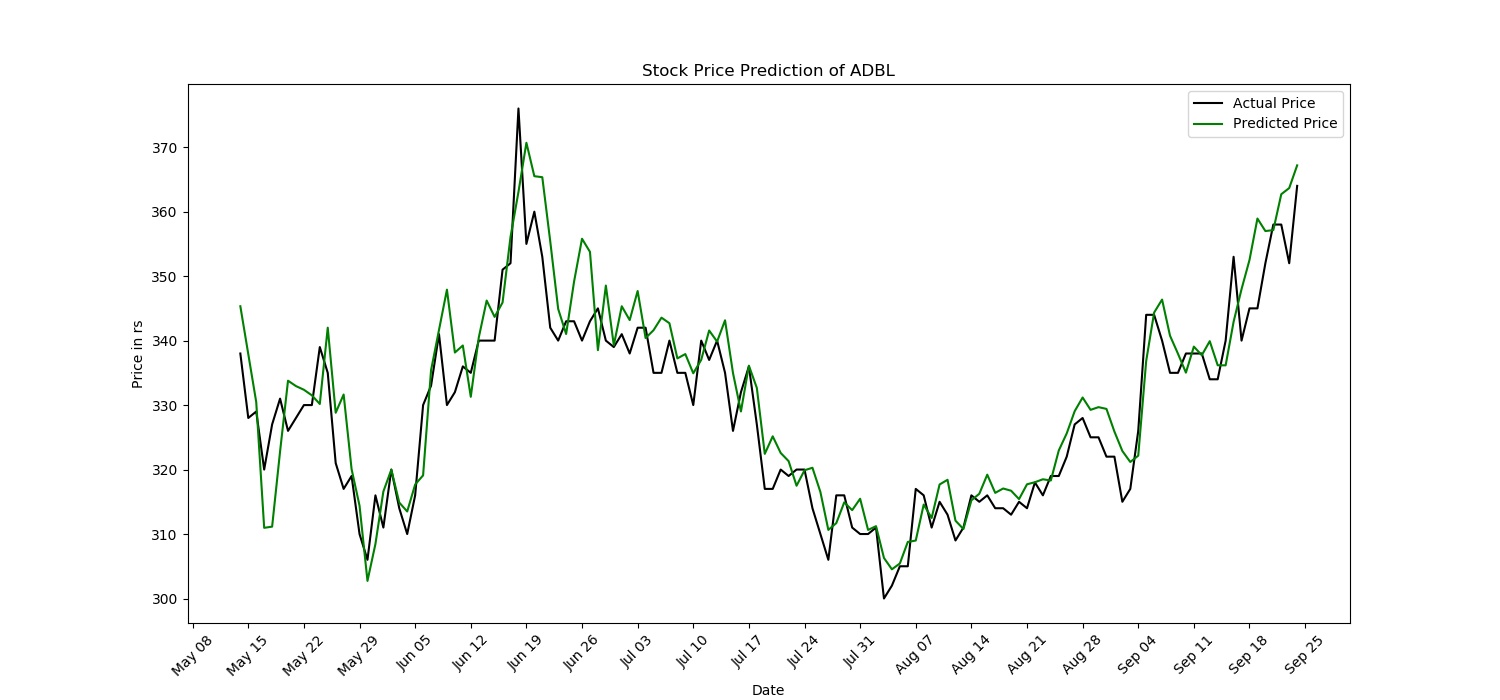 Stock Price Prediction of ADBL
Actual Price
Predicted Price
Price in rs
370
360
350
340
330
320
310
300
May 08
May 15
May 22
May 29
Jun 05
Jun 12
Jun 19
Jun 26
Jul 03
Jul 10
Jul 17
Jul 24
Jul 31
Aug 07
Aug 14
Aug 21
Aug 28
Sep 04
Sep 11
Sep 18
Sep 25
Date